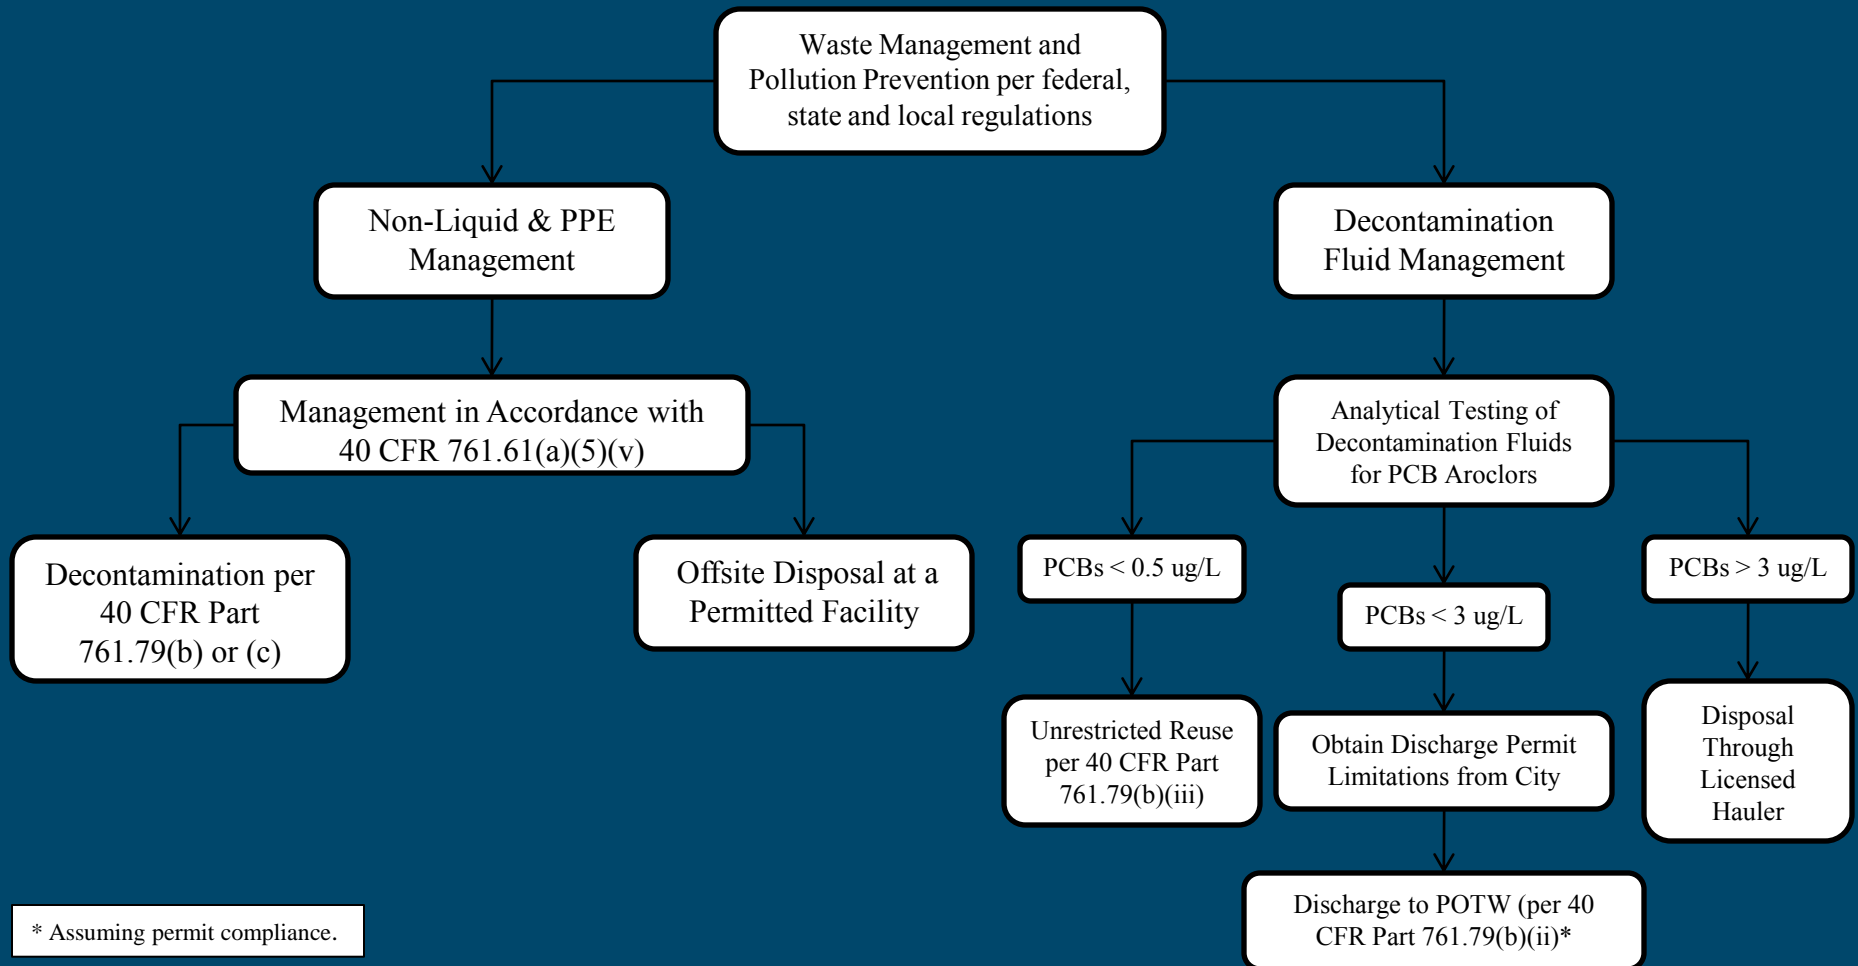 Waste Management and
Pollution Prevention per federal,
state and local regulations
Non-Liquid & PPE
Management
Decontamination
Fluid Management
Management in Accordance with
40 CFR 761.61(a)(5)(v)
Analytical Testing of
Decontamination Fluids
for PCB Aroclors
Decontamination per
40 CFR Part
761.79(b) or (c)
Offsite Disposal at a
Permitted Facility
PCBs < 0.5 ug/L
PCBs < 3 ug/L
PCBs > 3 ug/L
Unrestricted Reuse
per 40 CFR Part
761.79(b)(iii)
Obtain Discharge Permit
Limitations from City
Disposal
Through
Licensed
Hauler
Discharge to POTW (per 40
CFR Part 761.79(b)(ii)*
* Assuming permit compliance.